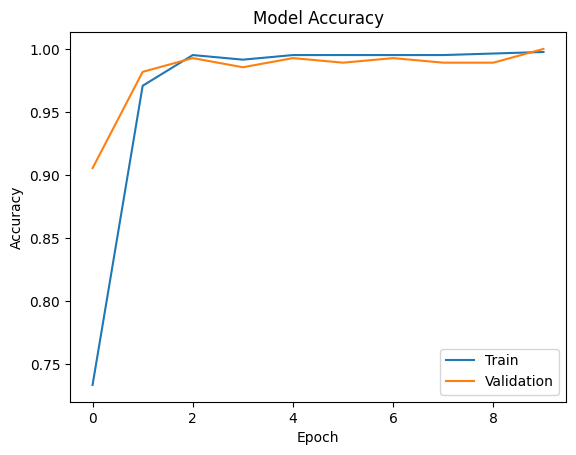 Model Accuracy
1.00
0.95
0.90
0.85
0.80
0.75
Accuracy
Train
Validation
0 2 4 6 8
Epoch